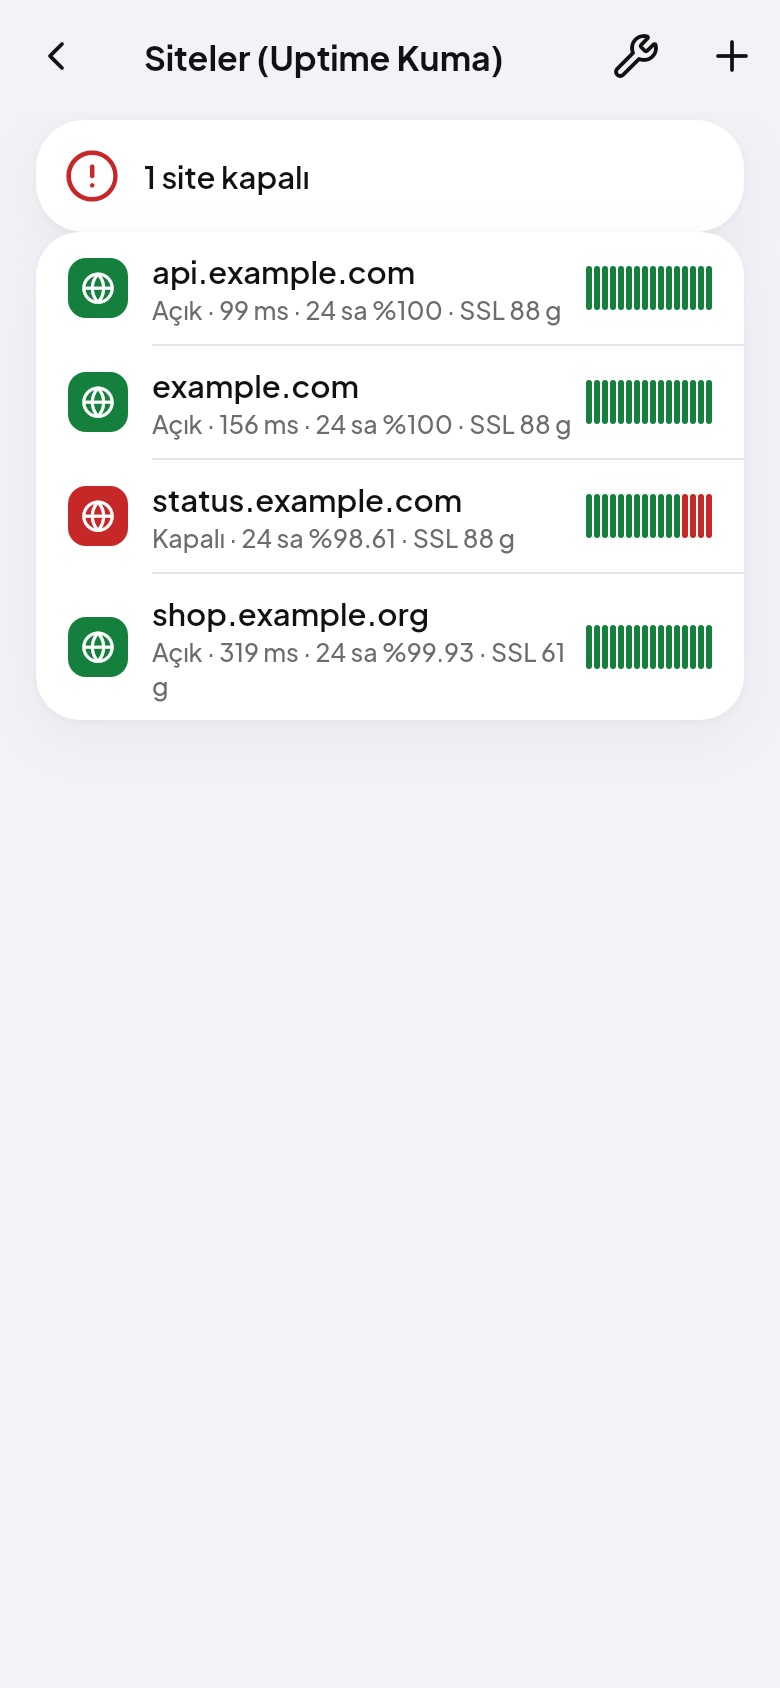 Siteler (Uptime Kuma)
1 site kapalı
api.example.com
Açık · 99 ms · 24 sa %100 · SSL 88 g
example.com
Açık · 156 ms · 24 sa %100 · SSL 88 g
status.example.com
Kapalı · 24 sa %98.61 · SSL 88 g
shop.example.org
Açık · 319 ms · 24 sa %99.93 · SSL 61
g